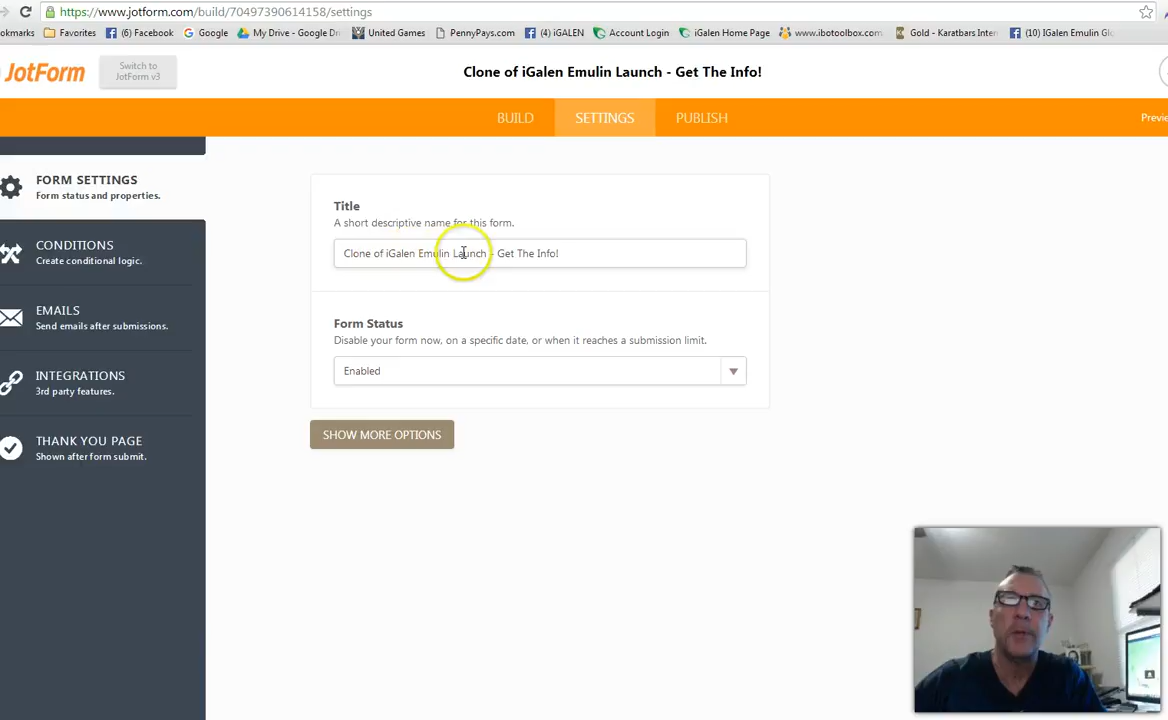 https://www.jotform.com/build/70497390614158/settings
okmarks Favorites (6) Facebook Google My Drive - Google Dri United Games PennyPays.com (4) iGALEN Account Login iGalen Home Page www.ibotoolbox.com Gold - Karatbars Inter (10) IGalen Emulin Glo
JotForm
Switch to
JotForm v3
Clone of iGalen Emulin Launch - Get The Info!
BUILD SETTINGS PUBLISH
Previe
FORM SETTINGS
Form status and properties.
CONDITIONS
Create conditional logic.
EMAILS
Send emails after submissions.
INTEGRATIONS
3rd party features.
THANK YOU PAGE
Shown after form submit.
Title
A short descriptive name for this form.
Clone of iGalen Emulin Launch - Get The Info!
Form Status
Disable your form now, on a specific date, or when it reaches a submission limit.
Enabled
SHOW MORE OPTIONS